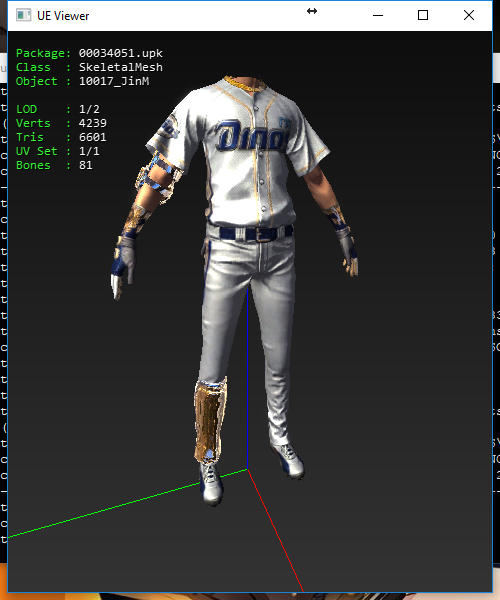 UE Viewer
Package: 00034051.upk
Class : SkeletalMesh
Object : 10017_JinM
LOD : 1/2
Verts : 4239
Tris : 6601
UV Set : 1/1
Bones : 81
Dinos